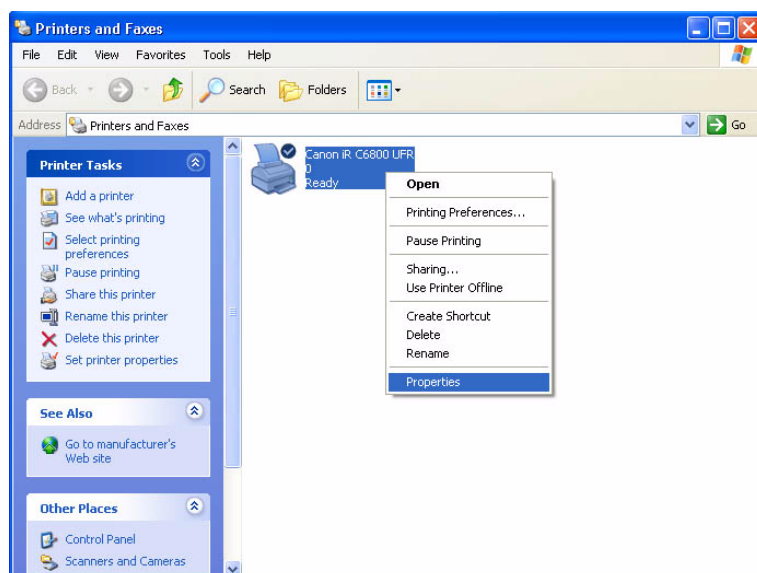 Printers and Faxes
File Edit View Favorites Tools Help
Back Search Folders
Address Printers and Faxes Go
Printer Tasks
Add a printer
See what's printing
Select printing
preferences
Pause printing
Share this printer
Rename this printer
Delete this printer
Set printer properties
See Also
Go to manufacturer's
Web site
Other Places
Control Panel
Scanners and Cameras
Canon iR C6800 UFR
0
Ready
Open
Printing Preferences...
Pause Printing
Sharing...
Use Printer Offline
Create Shortcut
Delete
Rename
Properties